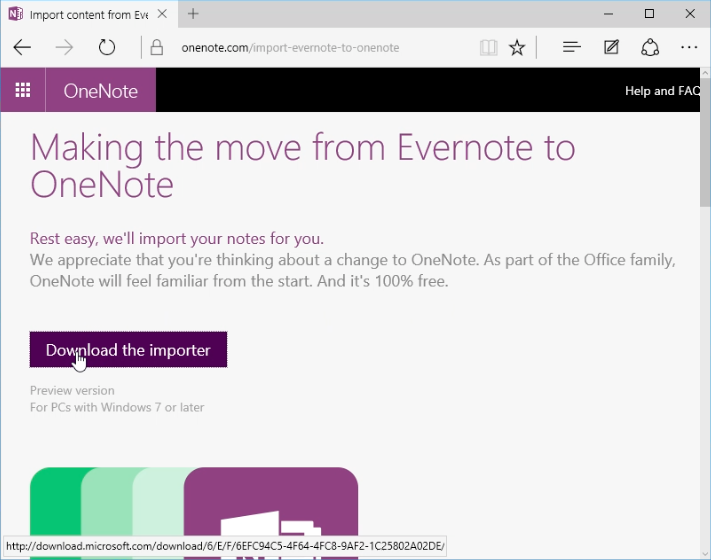 Import content from Eve
onenote.com/import-evernote-to-onenote
OneNote
Help and FAQ
Making the move from Evernote to
OneNote
Rest easy, we'll import your notes for you.
We appreciate that you're thinking about a change to OneNote. As part of the Office family,
OneNote will feel familiar from the start. And it's 100% free.
Download the importer
Preview version
For PCs with Windows 7 or later
http://download.microsoft.com/download/6/E/F/6EFC94C5-4F64-4FC8-9AF2-1C25802A02DE/